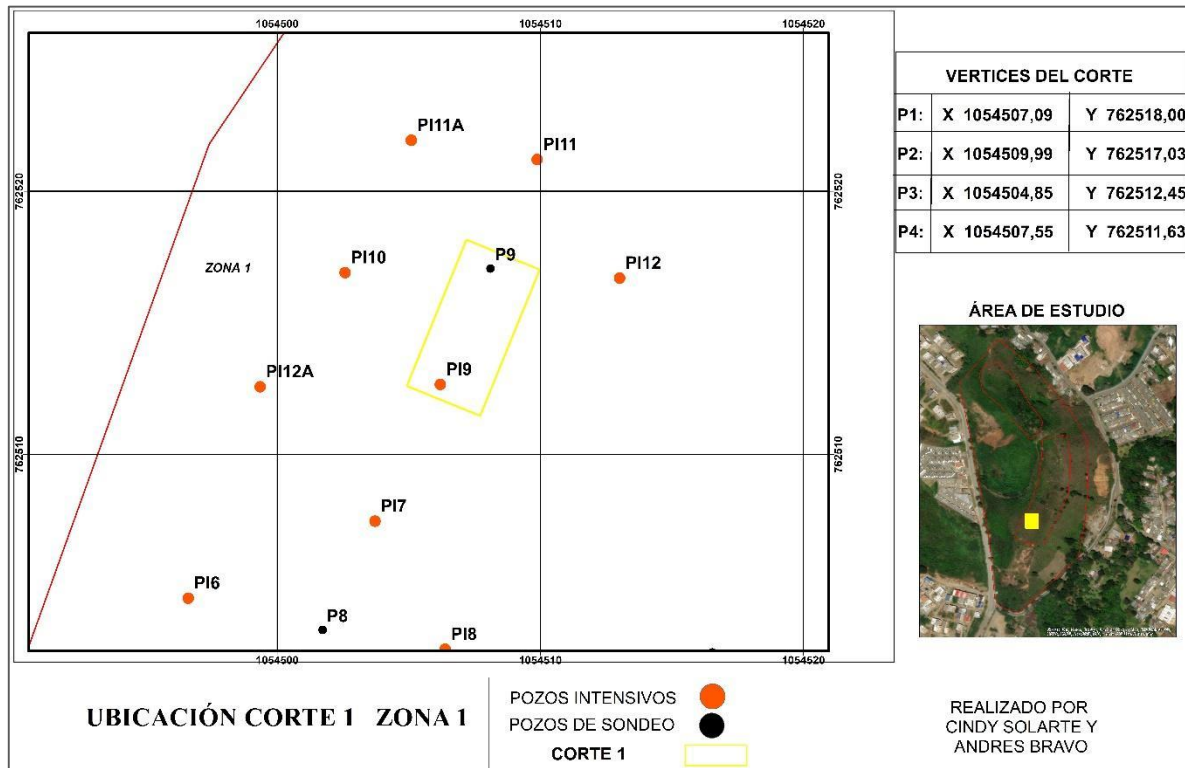 1054500 1054510 1054520
VERTICES DEL CORTE
P1: X 1054507,09 Y 762518,00
P2: X 1054509,99 Y 762517,03
P3: X 1054504,85 Y 762512,45
P4: X 1054507,55 Y 762511,63
PI11A
PI11
762520 762520
ZONA 1
PI10
P9
PI12
PI12A
PI9
762510 762510
PI7
PI6
P8
PI8
1054500 1054510 1054520
ÁREA DE ESTUDIO
UBICACIÓN CORTE 1 ZONA 1
POZOS INTENSIVOS
POZOS DE SONDEO
CORTE 1
REALIZADO POR
CINDY SOLARTE Y
ANDRES BRAVO